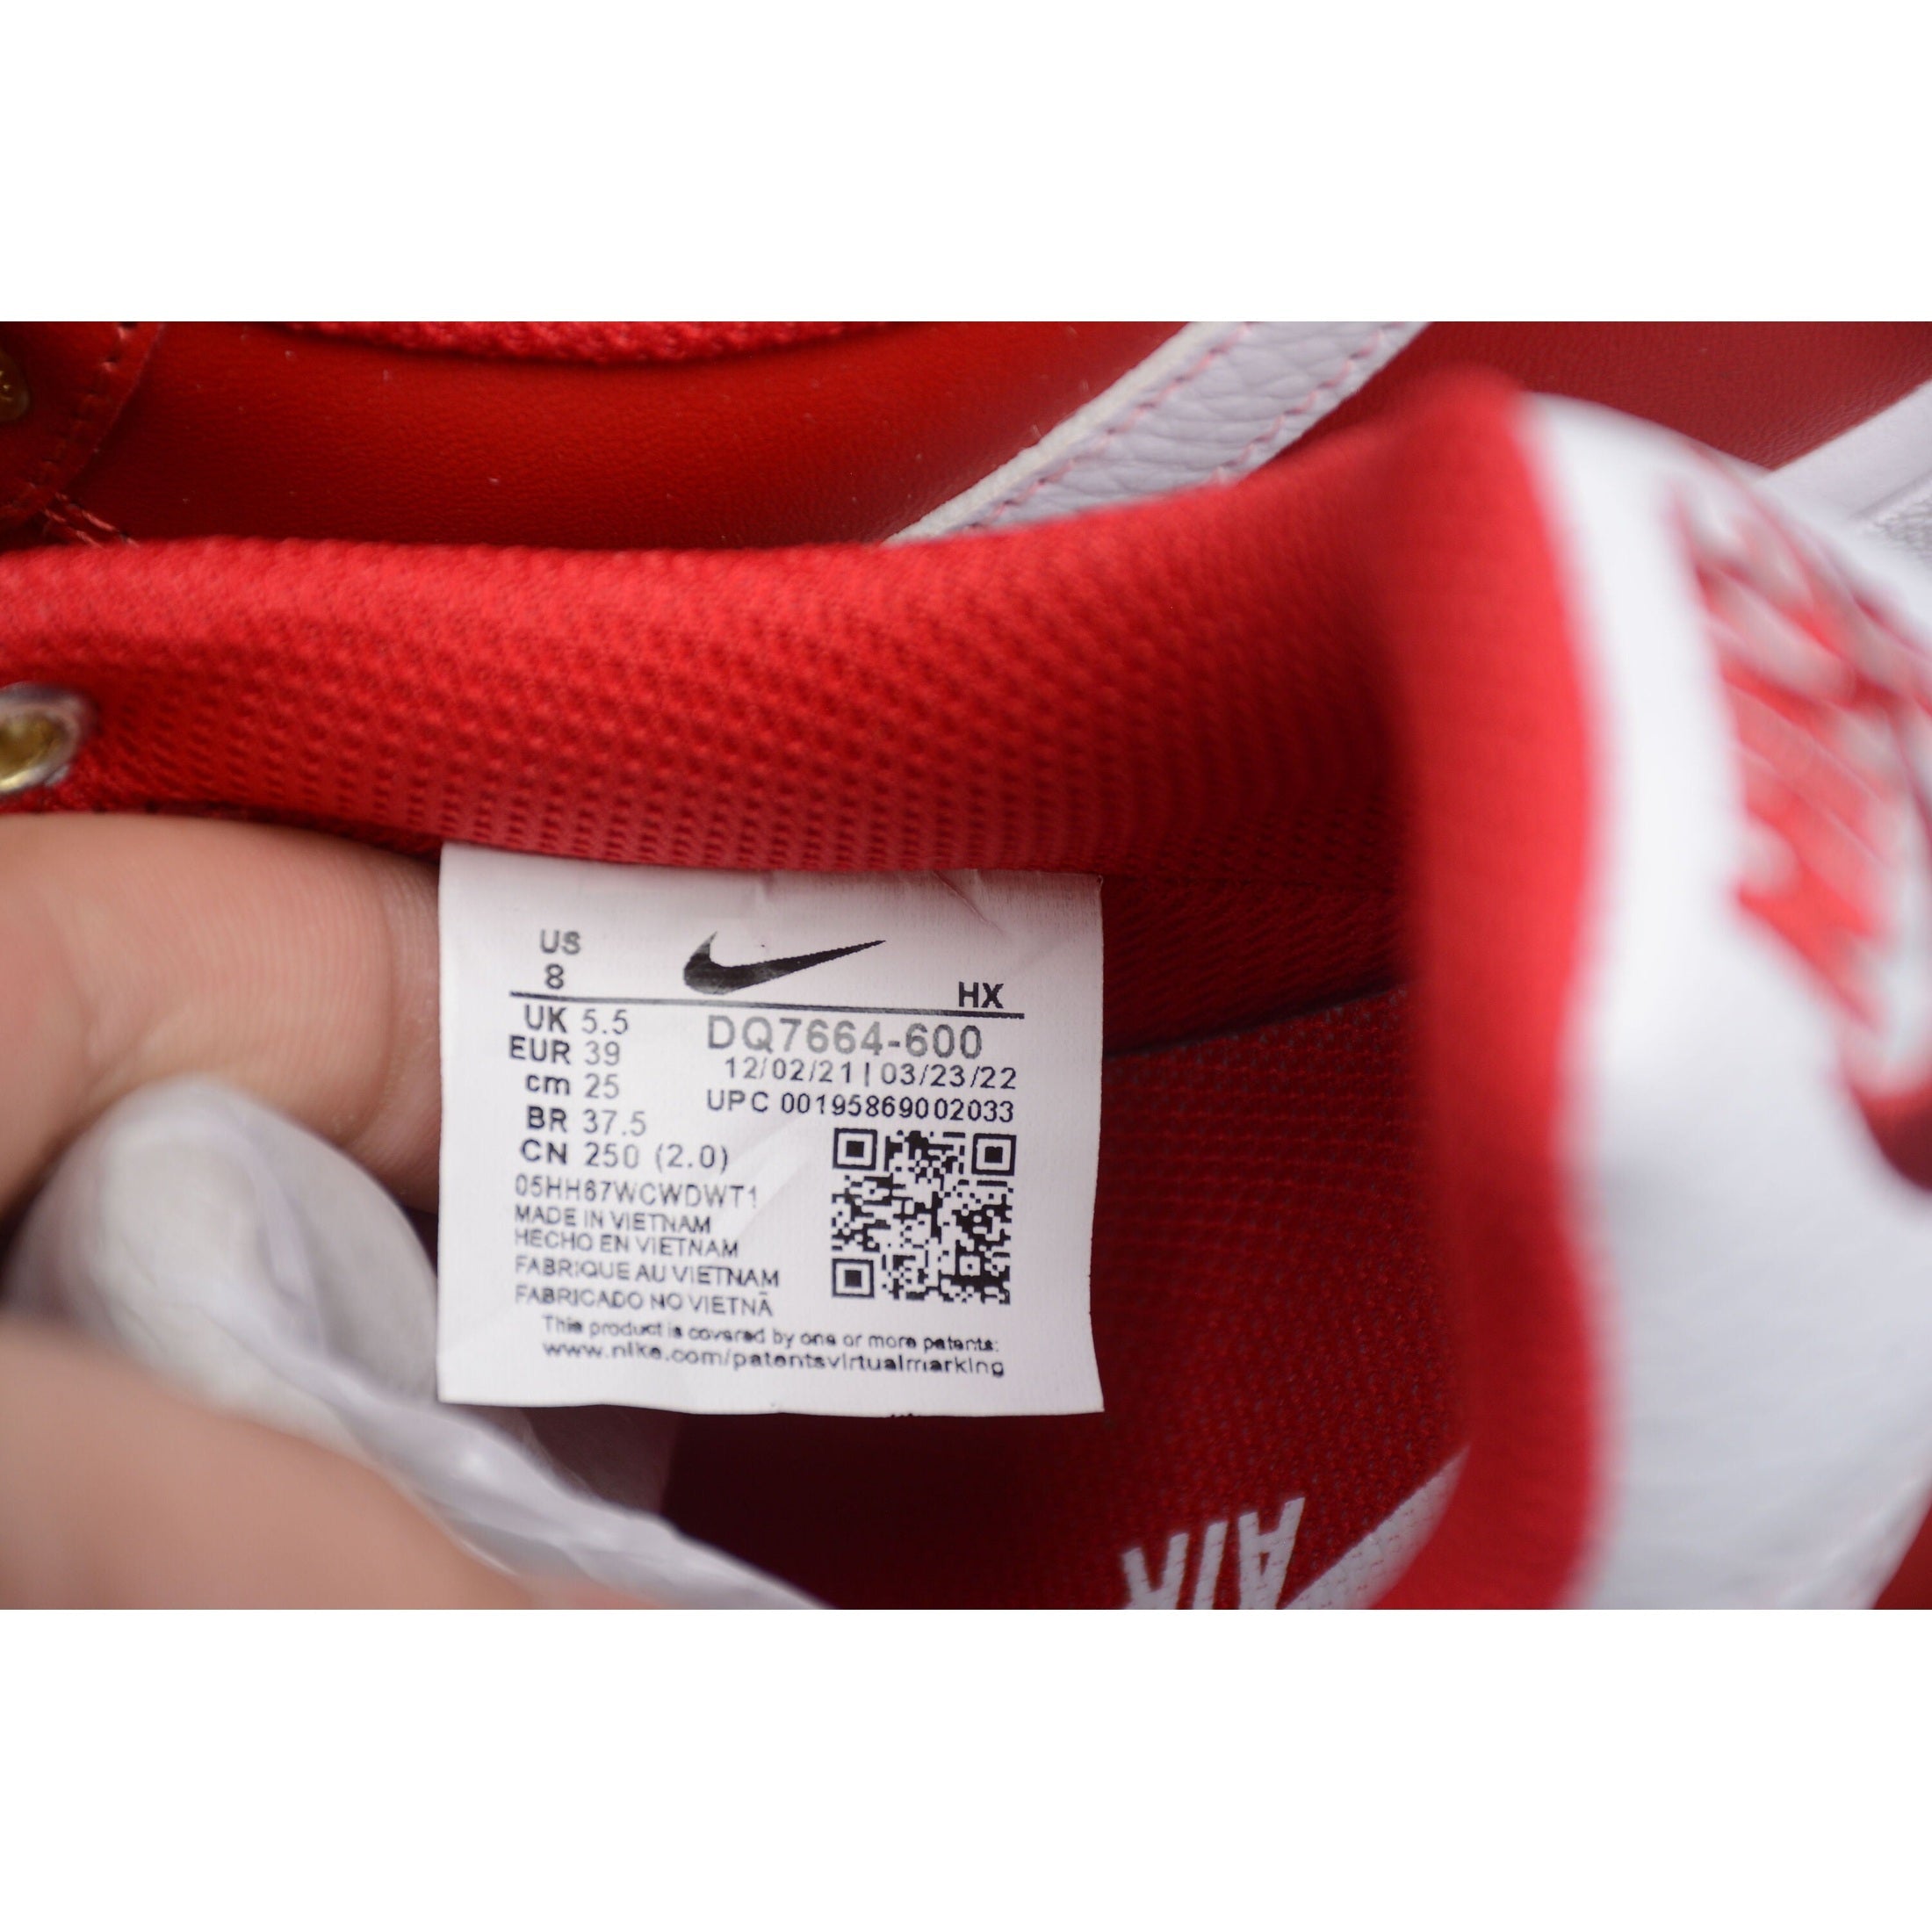 US
8
HX
UK 5.5
DQ7664-600
EUR 39
12/02/21 | 03/23/22
cm 25
UPC 00195869002033
BR 37.5
CN 250 (2.0)
05HH67WCWDWT1
MADE IN VIETNAM
HECHO EN VIETNAM
FABRIQUE AU VIETNAM
FABRICADO NO VIETNÃ
This product is covered by one or more patents:
www.nike.com/patentsvirtualmarking
AIR